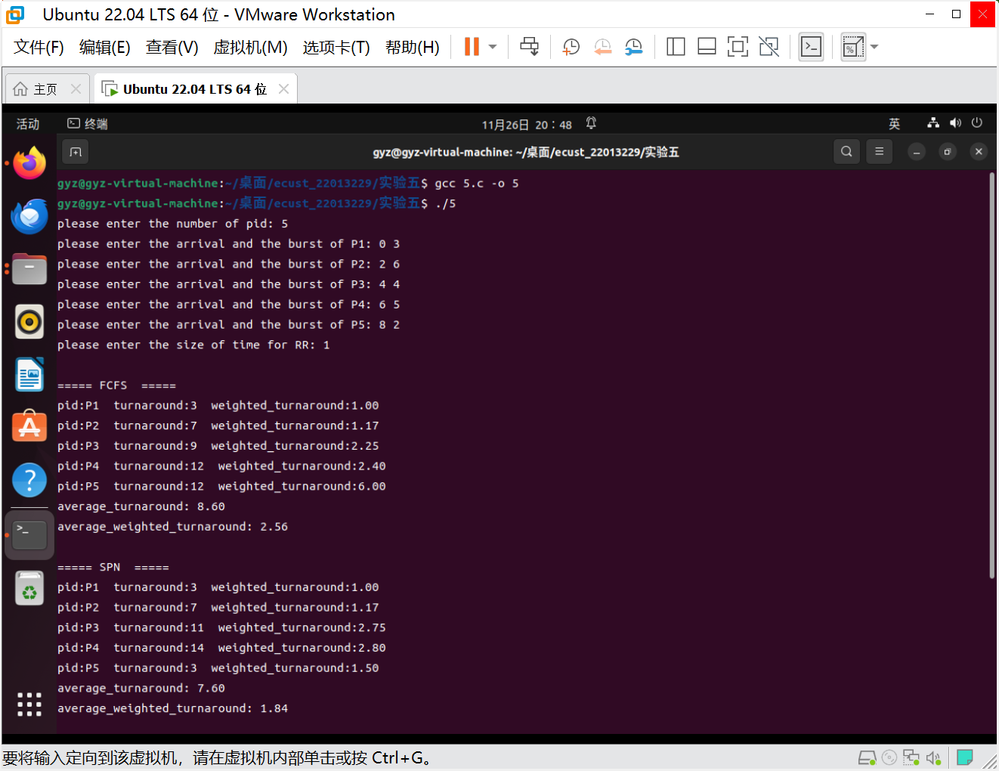 Ubuntu 22.04 LTS 64 位 - VMware Workstation
文件(F) 编辑(E) 查看(V) 虚拟机(M) 选项卡(T) 帮助(H)
主页 Ubuntu 22.04 LTS 64 位
活动 终端 11月26日 20：48 英
gyz@gyz-virtual-machine: ~/桌面/ecust_22013229/实验五
gyz@gyz-virtual-machine:~/桌面/ecust_22013229/实验五$ gcc 5.c -o 5
gyz@gyz-virtual-machine:~/桌面/ecust_22013229/实验五$ ./5
please enter the number of pid: 5
please enter the arrival and the burst of P1: 0 3
please enter the arrival and the burst of P2: 2 6
please enter the arrival and the burst of P3: 4 4
please enter the arrival and the burst of P4: 6 5
please enter the arrival and the burst of P5: 8 2
please enter the size of time for RR: 1
===== FCFS  =====
pid:P1  turnaround:3  weighted_turnaround:1.00
pid:P2  turnaround:7  weighted_turnaround:1.17
pid:P3  turnaround:9  weighted_turnaround:2.25
pid:P4  turnaround:12  weighted_turnaround:2.40
pid:P5  turnaround:12  weighted_turnaround:6.00
average_turnaround: 8.60
average_weighted_turnaround: 2.56
===== SPN  =====
pid:P1  turnaround:3  weighted_turnaround:1.00
pid:P2  turnaround:7  weighted_turnaround:1.17
pid:P3  turnaround:11  weighted_turnaround:2.75
pid:P4  turnaround:14  weighted_turnaround:2.80
pid:P5  turnaround:3  weighted_turnaround:1.50
average_turnaround: 7.60
average_weighted_turnaround: 1.84
要将输入定向到该虚拟机，请在虚拟机内部单击或按 Ctrl+G。